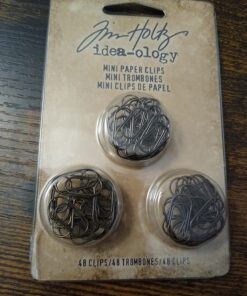 Tim Holtz
idea-ology
MINI PAPER CLIPS
MINI TROMBONES
MINI CLIPS DE PAPEL
48 CLIPS/48 TROMBONES/48 CLIPS